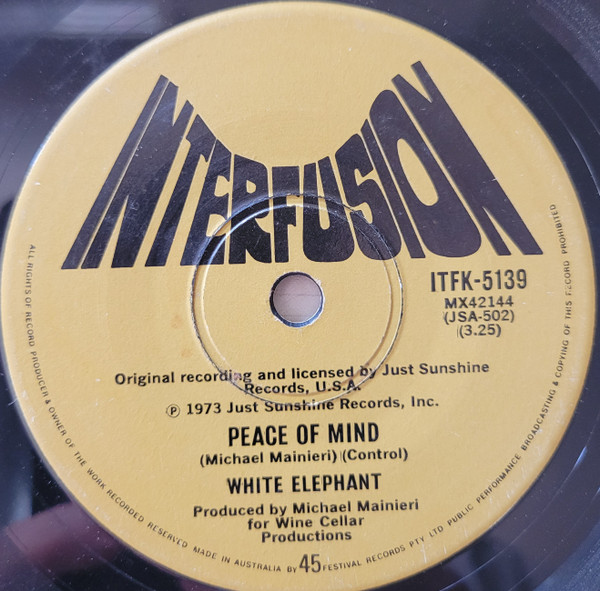 INTERFUSION
ITFK-5139
MX42144
(JSA-502)
(3.25)
Original recording and licensed by Just Sunshine
Records, U.S.A.
℗ 1973 Just Sunshine Records, Inc.
PEACE OF MIND
(Michael Mainieri) (Control)
WHITE ELEPHANT
Produced by Michael Mainieri
for Wine Cellar
Productions
45
ALL RIGHTS OF RECORD PRODUCER & OWNER OF THE WORK RECORDED RESERVED MADE IN AUSTRALIA BY FESTIVAL RECORDS PTY LTD PUBLIC PERFORMANCE BROADCASTING & COPYING OF THIS RECORD PROHIBITED